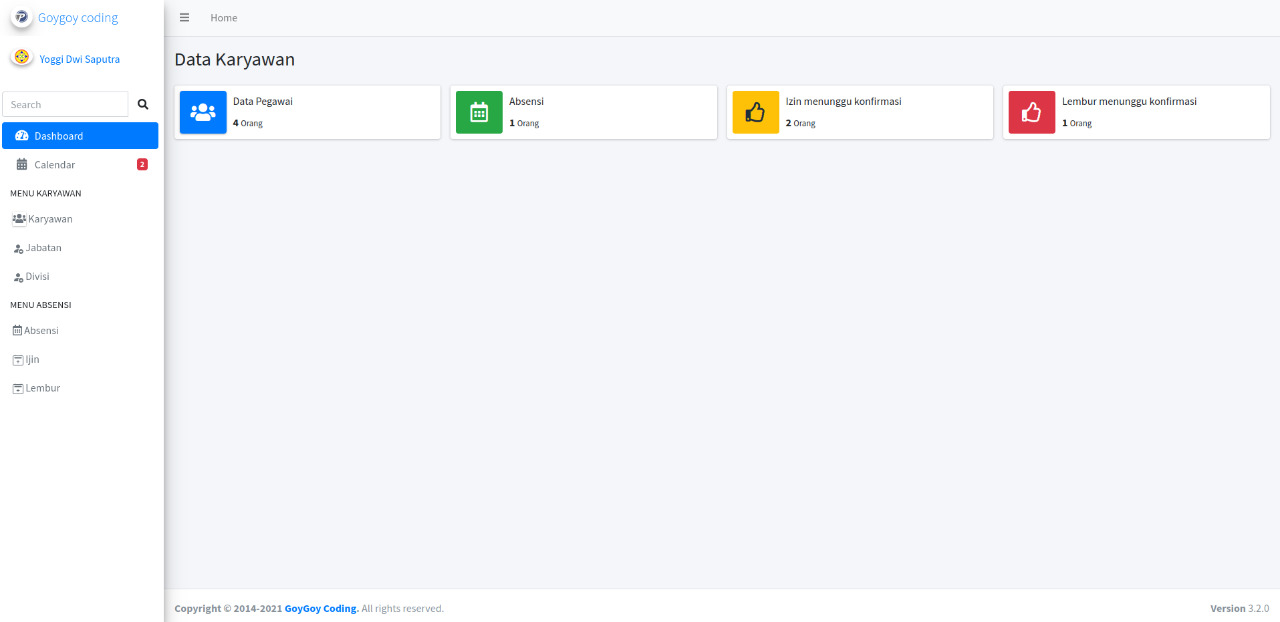 Goygoy coding
Yoggi Dwi Saputra
Search
Dashboard
Calendar 2
MENU KARYAWAN
Karyawan
Jabatan
Divisi
MENU ABSENSI
Absensi
Ijin
Lembur
Home
Data Karyawan
Data Pegawai
4 Orang
Absensi
1 Orang
Izin menunggu konfirmasi
2 Orang
Lembur menunggu konfirmasi
1 Orang
Copyright © 2014-2021 GoyGoy Coding. All rights reserved.
Version 3.2.0